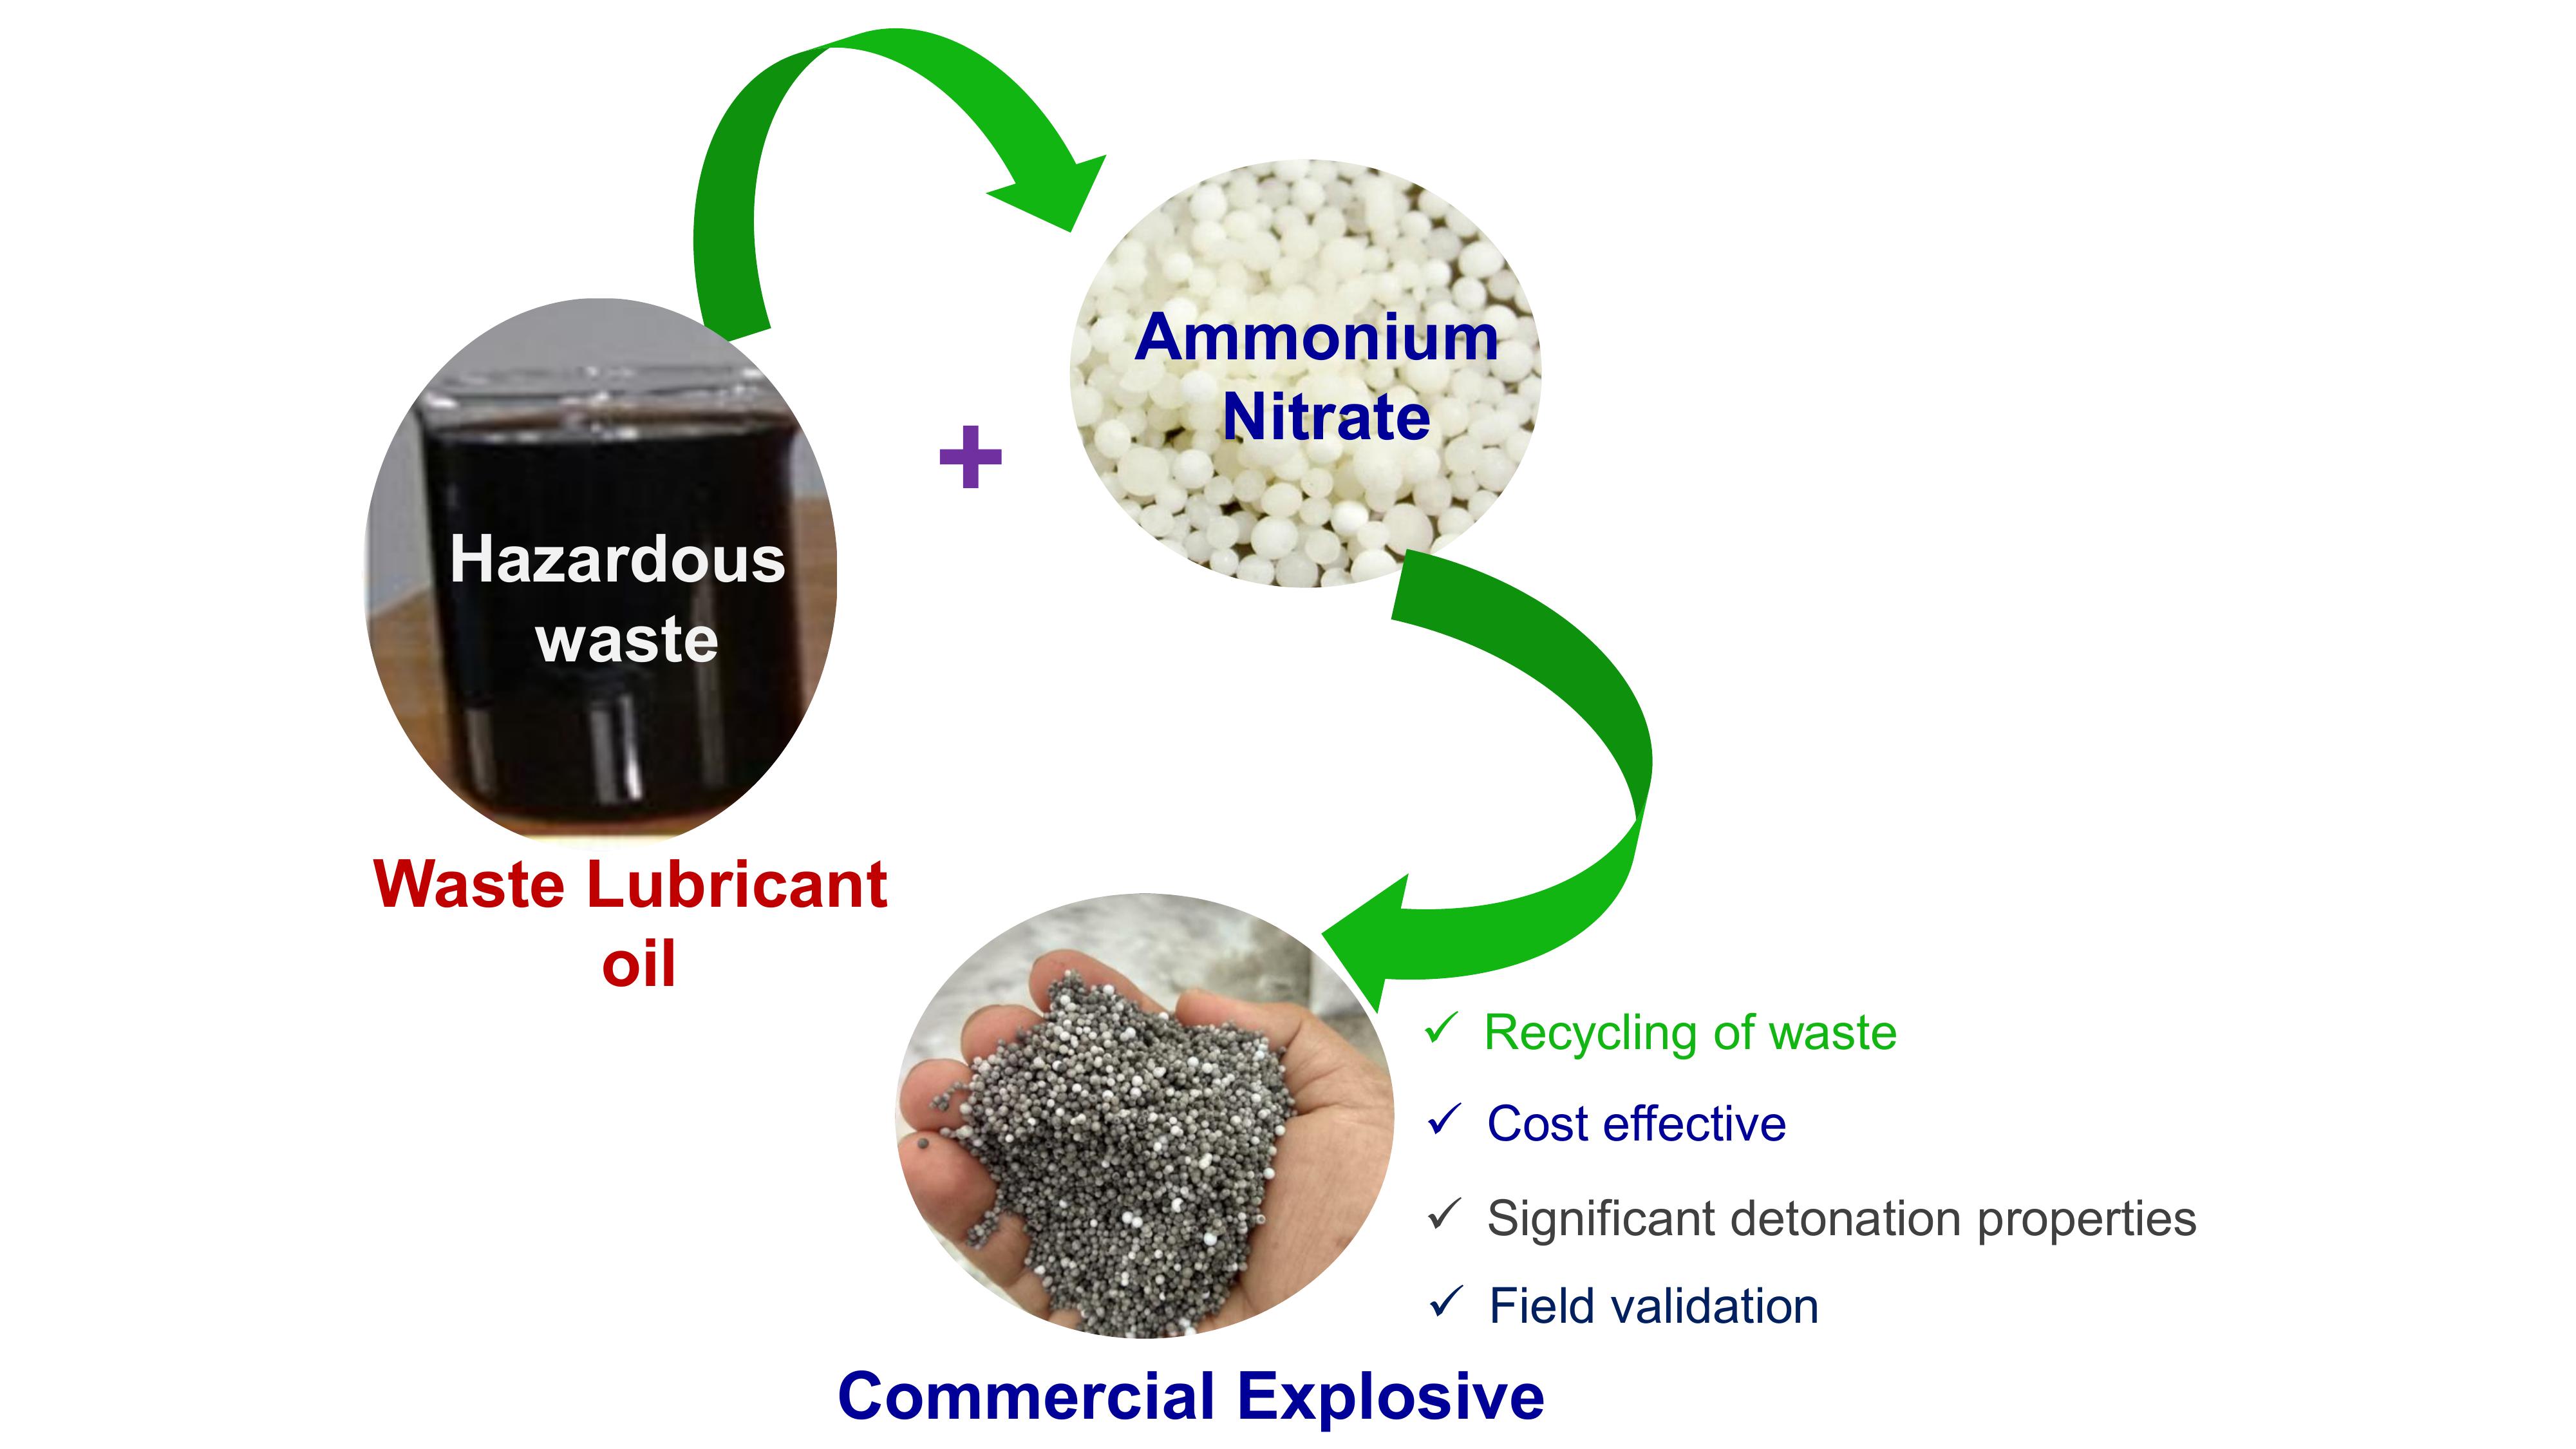 Ammonium
Nitrate
+
Hazardous
waste
Waste Lubricant
oil
✓ Recycling of waste
✓ Cost effective
✓ Significant detonation properties
✓ Field validation
Commercial Explosive